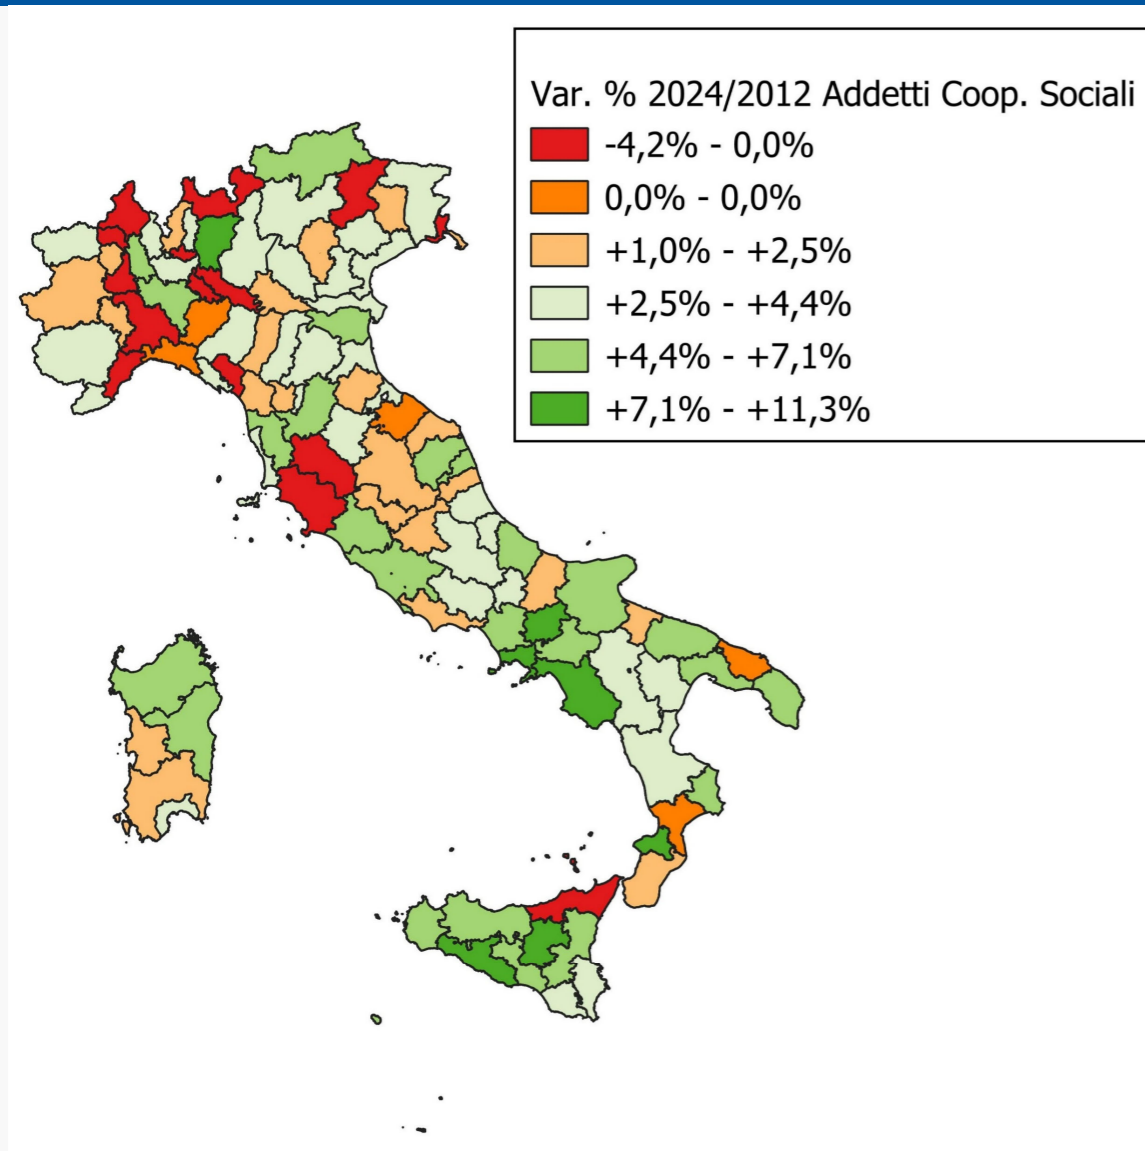 Var. % 2024/2012 Addetti Coop. Sociali
-4,2% - 0,0%
0,0% - 0,0%
+1,0% - +2,5%
+2,5% - +4,4%
+4,4% - +7,1%
+7,1% - +11,3%